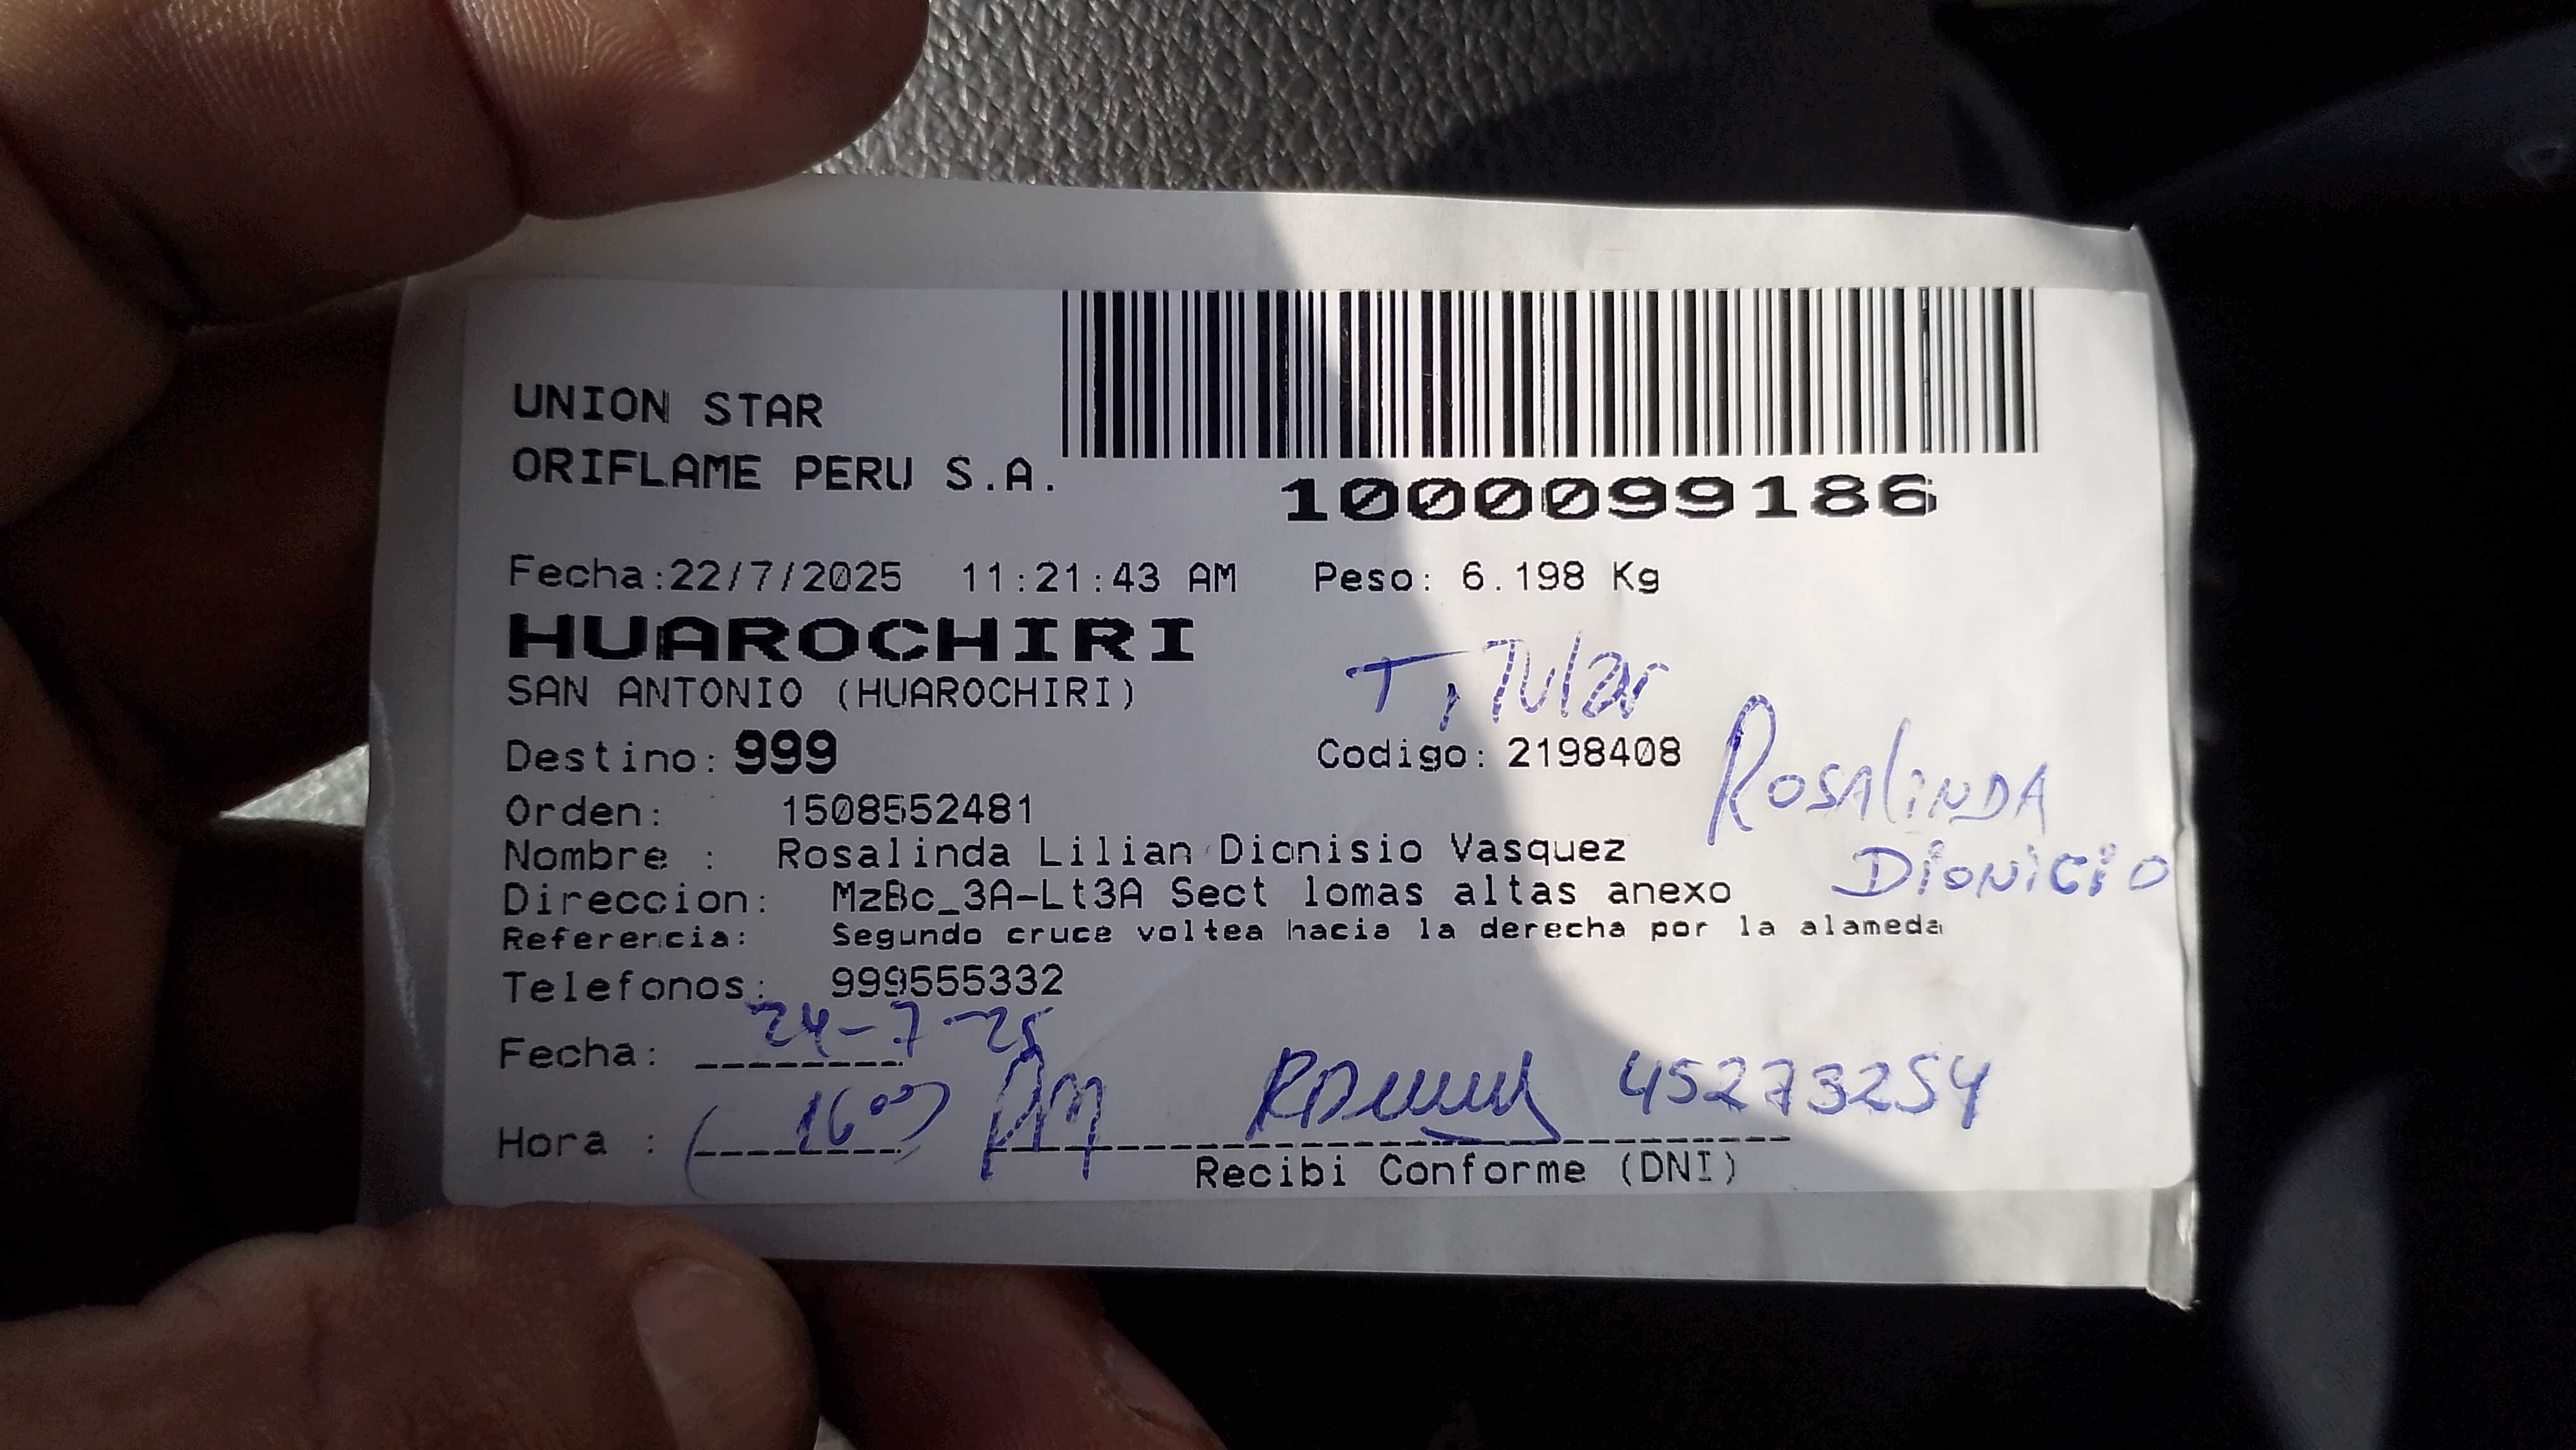 UNION STAR
ORIFLAME PERU S.A.
1000099186
Fecha:22/7/2025 11:21:43 AM Peso: 6.198 Kg
HUAROCHIRI
SAN ANTONIO (HUAROCHIRI)
Titular
Destino: 999 Codigo: 2198408
Rosalinda
Dionicio
Orden: 1508552481
Nombre : Rosalinda Lilian Dionisio Vasquez
Direccion: MzBc_3A-Lt3A Sect lomas altas anexo
Referencia: Segundo cruce voltea hacia la derecha por la alameda
Telefonos: 999555332
Fecha: 24-7-25
Hora : (1600) PM 45273254
Recibi Conforme (DNI)